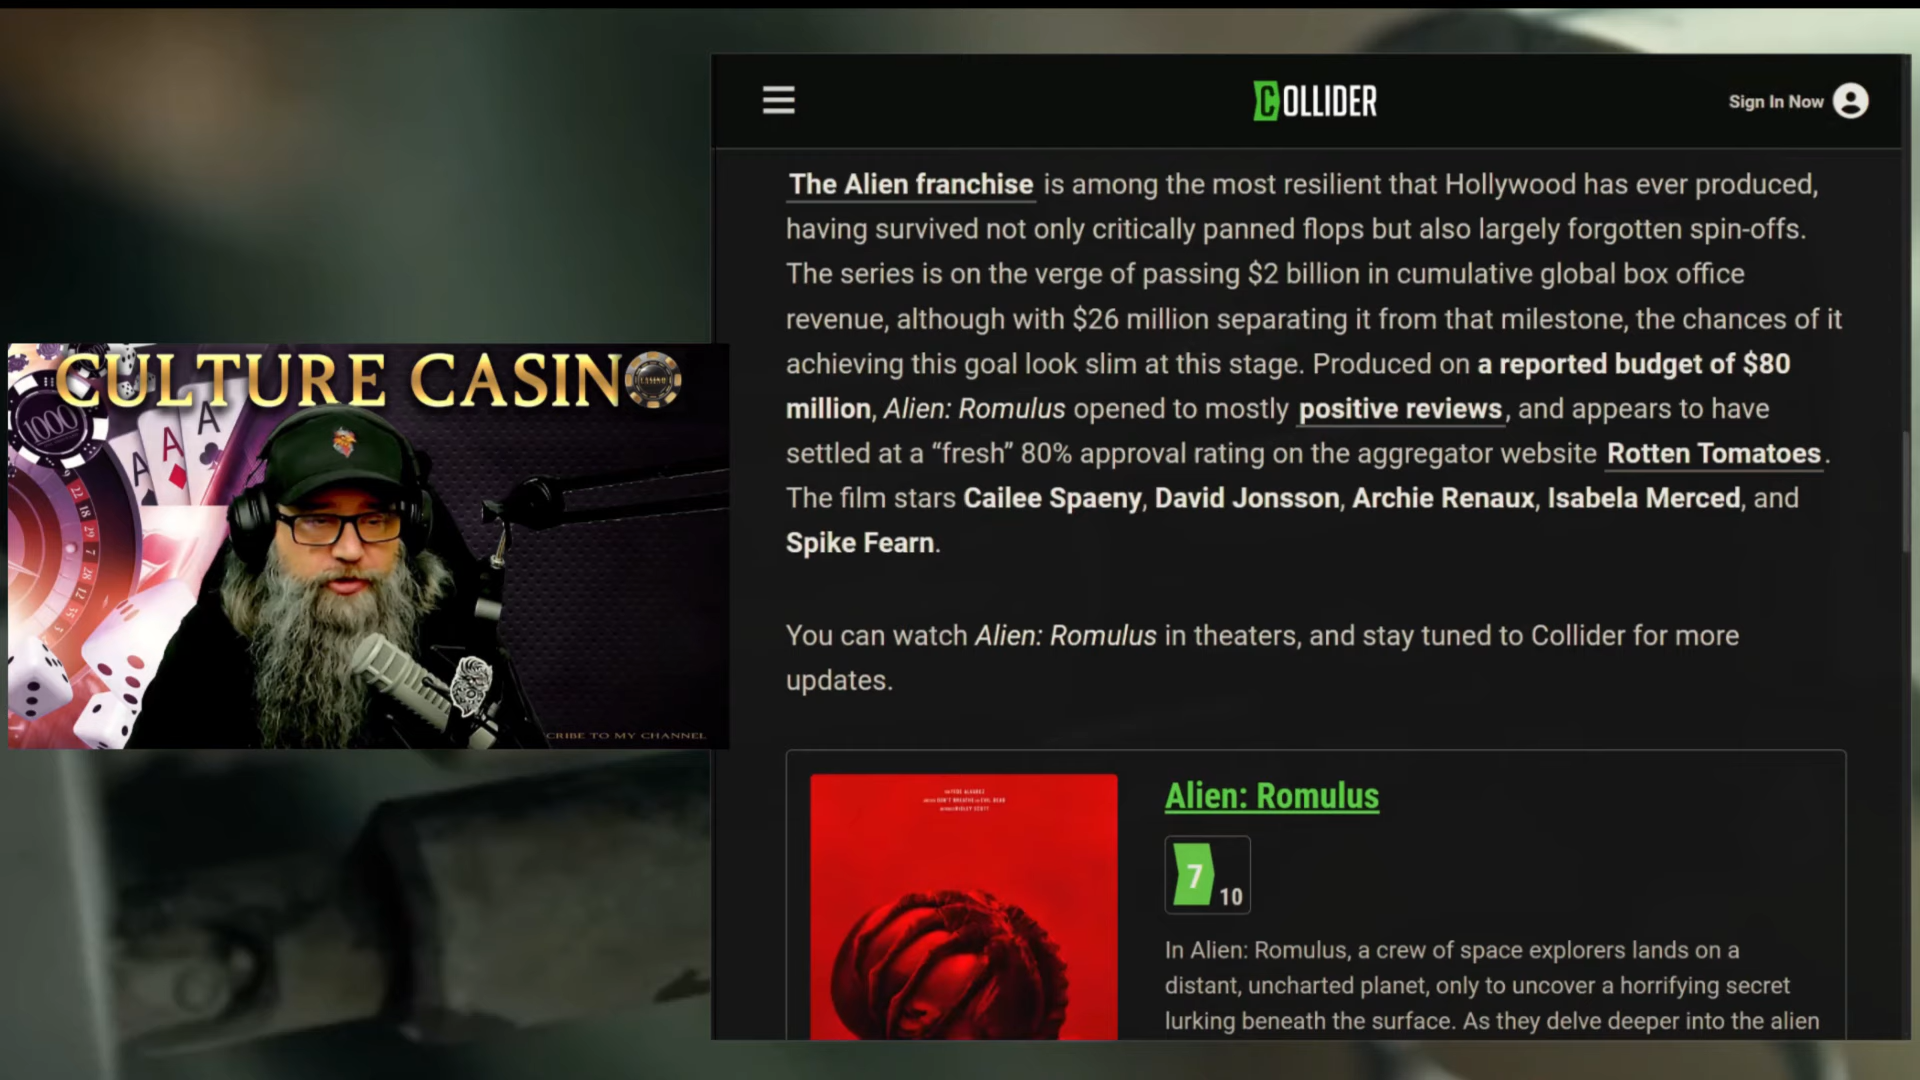 COLLIDER
Sign In Now
The Alien franchise is among the most resilient that Hollywood has ever produced,
having survived not only critically panned flops but also largely forgotten spin-offs.
The series is on the verge of passing $2 billion in cumulative global box office
revenue, although with $26 million separating it from that milestone, the chances of it
achieving this goal look slim at this stage. Produced on a reported budget of $80
million, Alien: Romulus opened to mostly positive reviews, and appears to have
settled at a “fresh” 80% approval rating on the aggregator website Rotten Tomatoes.
The film stars Cailee Spaeny, David Jonsson, Archie Renaux, Isabela Merced, and
Spike Fearn.
You can watch Alien: Romulus in theaters, and stay tuned to Collider for more
updates.
Alien: Romulus
7
10
In Alien: Romulus, a crew of space explorers lands on a
distant, uncharted planet, only to uncover a horrifying secret
lurking beneath the surface. As they delve deeper into the alien
CULTURE CASINO
1000
A
A
A
CRIBE TO MY CHANNEL